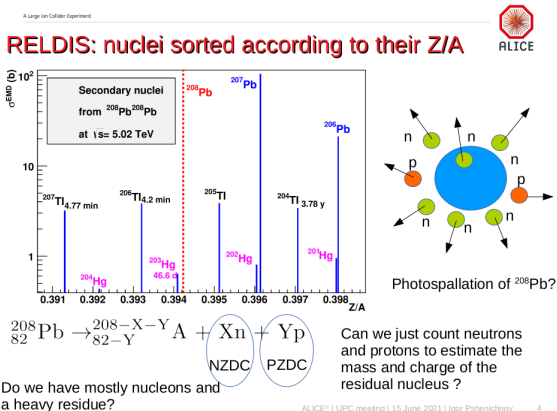 A Large Ion Collider Experiment
RELDIS: nuclei sorted according to their Z/A
ALICE
σᴱᴹᴰ (b)
10²
10
1
Secondary nuclei
from ²⁰⁸Pb²⁰⁸Pb
at √s= 5.02 TeV
²⁰⁸Pb
²⁰⁷Pb
²⁰⁶Pb
²⁰⁷Tl 4.77 min
²⁰⁶Tl 4.2 min
²⁰⁵Tl
²⁰⁴Tl 3.78 y
²⁰⁴Hg
²⁰³Hg
46.6 d
²⁰²Hg
²⁰¹Hg
0.391 0.392 0.393 0.394 0.395 0.396 0.397 0.398
Z/A
n
n
n
p
p
n
n
n
Photospallation of ²⁰⁸Pb?
²⁰⁸₈₂Pb →²⁰⁸⁻ˣ⁻ʸ₈₂₋Y A + Xn + Yp
NZDC PZDC
Can we just count neutrons
and protons to estimate the
mass and charge of the
residual nucleus ?
Do we have mostly nucleons and
a heavy residue?
ALICE© | UPC meeting | 15 June 2021 | Igor Pshenichnov 4